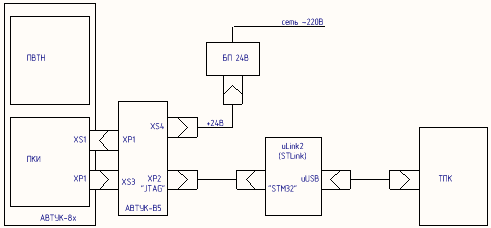 сеть ~220В
ПВТН
БП 24В
+24В
XS4
XS1
XP1
uLink2
(STLink)
ПКИ
XP1
XS3
XP2
"JTAG"
"STM32"
uUSB
ТПК
АВТУК-В5
АВТУК-8х